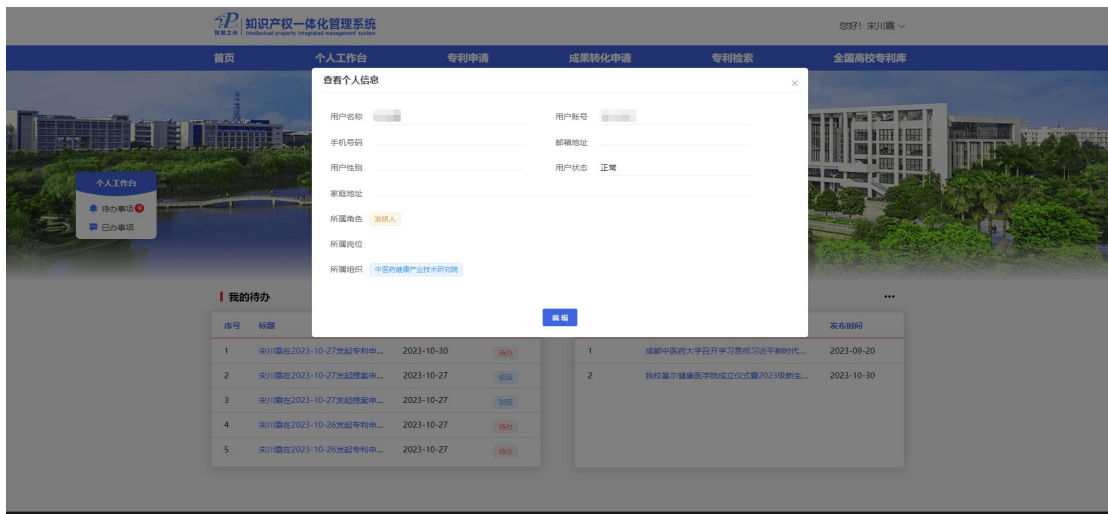 知识产权一体化管理系统
智慧之光 Intellectual property integrated management system
您好！宋川霞
首页 个人工作台 专利申请 成果转化申请 专利检索 全国高校专利库
查看个人信息
用户名称
用户账号
手机号码
邮箱地址
用户性别
用户状态 正常
家庭地址
所属角色 发明人
所属岗位
所属组织 中医药健康产业技术研究院
编辑
个人工作台
待办事项 9
已办事项
我的待办
序号 标题
1 宋川霞在2023-10-27发起专利申... 2023-10-30 待办
2 宋川霞在2023-10-27发起提案申... 2023-10-27 驳回
3 宋川霞在2023-10-27发起提案申... 2023-10-27 驳回
4 宋川霞在2023-10-26发起专利申... 2023-10-27 待办
5 宋川霞在2023-10-26发起专利申... 2023-10-27 待办
发布时间
1 成都中医药大学召开学习贯彻习近平新时代... 2023-09-20
2 我校基尔健康医学院成立仪式暨2023级新生... 2023-10-30